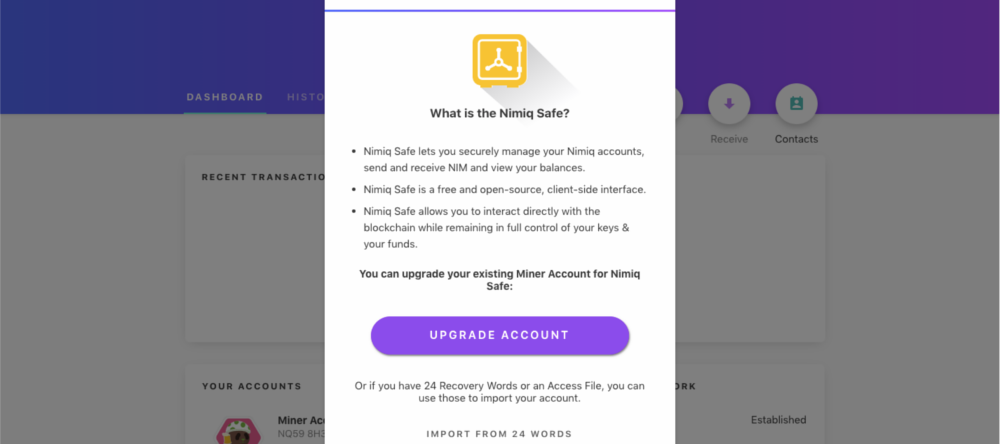 DASHBOARD
Receive
Contacts
RECENT
What is the Nimiq Safe?
Nimiq Safe lets you securely manage your Nimiq accounts,
send and receive NIM and view your balances.
Nimiq Safe is a free and open-source, client-side interface.
Nimiq Safe allows you to interact directly with the
blockchain while remaining in full control of your keys &
your funds.
You can upgrade your existing Miner Account for Nimiq
Safe:
UPGRADE ACCOUNT
Or if you have 24 Recovery Words or an Access File, you can
use those to import your account.
IMPORT FROM 24 WORDS
YOUR ACCOUNTS
Miner
NQ59
Established